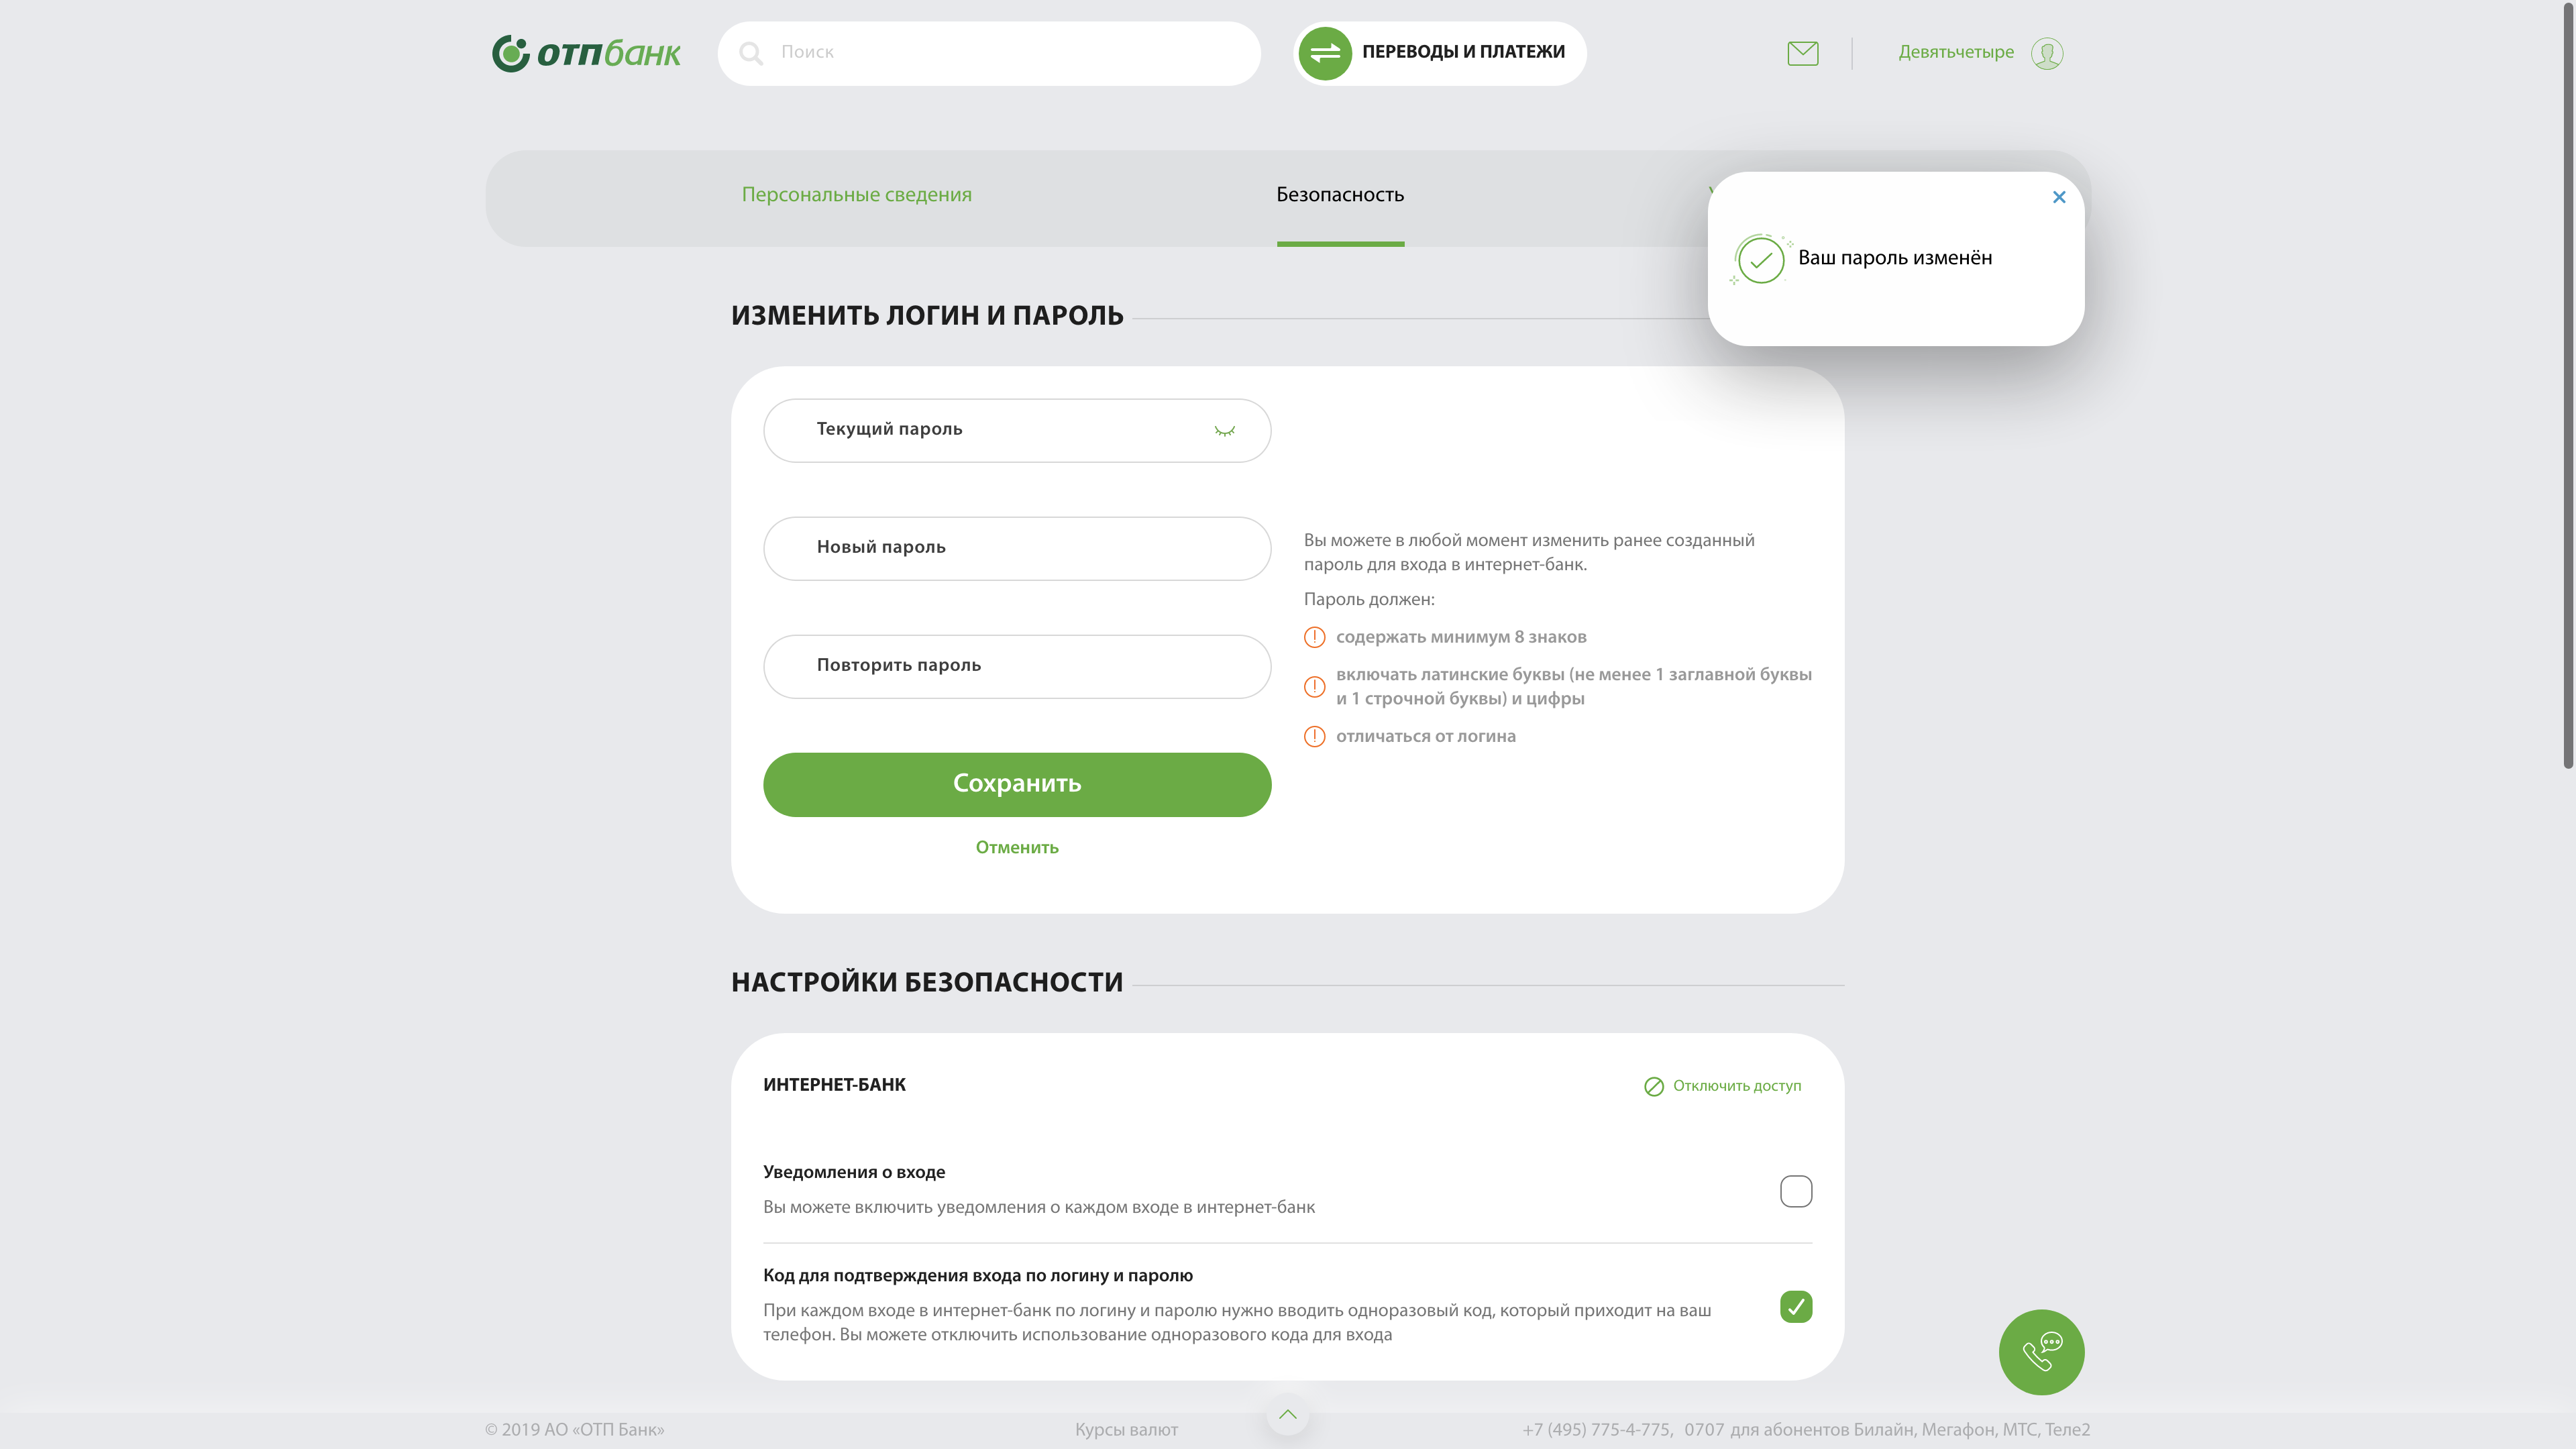 отпбанк
Поиск
ПЕРЕВОДЫ И ПЛАТЕЖИ
Девятьчетыре
Персональные сведения
Безопасность
Ваш пароль изменён
ИЗМЕНИТЬ ЛОГИН И ПАРОЛЬ
Текущий пароль
Новый пароль
Повторить пароль
Сохранить
Отменить
Вы можете в любой момент изменить ранее созданный
пароль для входа в интернет-банк.
Пароль должен:
содержать минимум 8 знаков
включать латинские буквы (не менее 1 заглавной буквы
и 1 строчной буквы) и цифры
отличаться от логина
НАСТРОЙКИ БЕЗОПАСНОСТИ
ИНТЕРНЕТ-БАНК
Отключить доступ
Уведомления о входе
Вы можете включить уведомления о каждом входе в интернет-банк
Код для подтверждения входа по логину и паролю
При каждом входе в интернет-банк по логину и паролю нужно вводить одноразовый код, который приходит на ваш
телефон. Вы можете отключить использование одноразового кода для входа
© 2019 АО «ОТП Банк»
Курсы валют
+7 (495) 775-4-775, 0707 для абонентов Билайн, Мегафон, МТС, Теле2